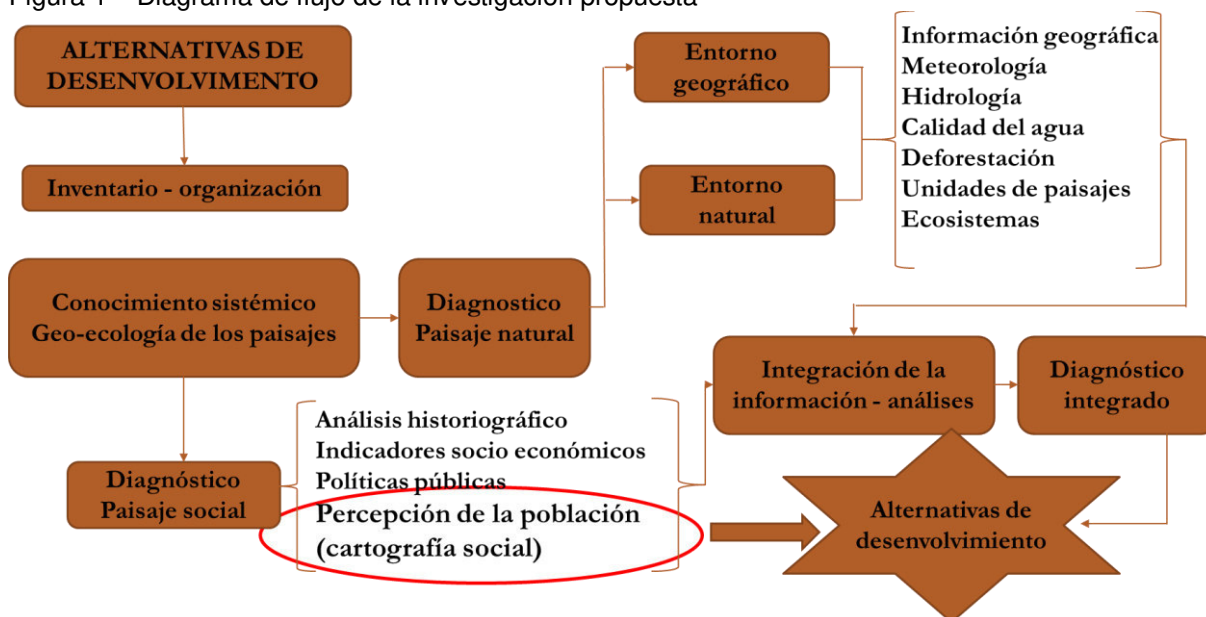 Figura 1 – Diagrama de flujo de la investigación propuesta
ALTERNATIVAS DE
DESENVOLVIMENTO
Inventario - organización
Conocimiento sistémico
Geo-ecología de los paisajes
Diagnostico
Paisaje natural
Entorno
geográfico
Entorno
natural
Información geográfica
Meteorología
Hidrología
Calidad del agua
Deforestación
Unidades de paisajes
Ecosistemas
Diagnóstico
Paisaje social
Análisis historiográfico
Indicadores socio económicos
Políticas públicas
Percepción de la población
(cartografía social)
Integración de la
información - análises
Diagnóstico
integrado
Alternativas de
desenvolvimiento